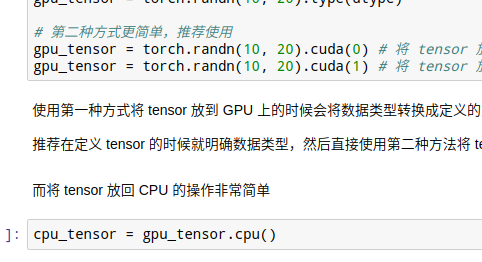 gpu_tensor = torch.randn(10, 20).type(dtype)
# 第二种方式更简单，推荐使用
gpu_tensor = torch.randn(10, 20).cuda(0) # 将 tensor
gpu_tensor = torch.randn(10, 20).cuda(1) # 将 tensor
使用第一种方式将 tensor 放到 GPU 上的时候会将数据类型转换成定义的
推荐在定义 tensor 的时候就明确数据类型，然后直接使用第二种方法将
而将 tensor 放回 CPU 的操作非常简单
]: cpu_tensor = gpu_tensor.cpu()